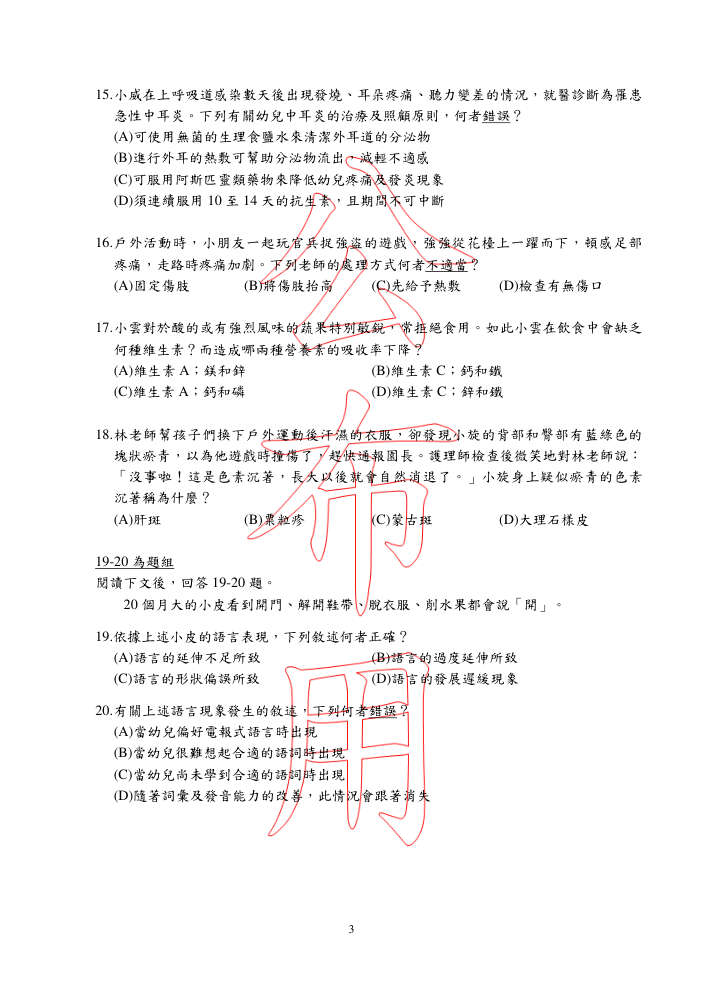 15.小威在上呼吸道感染數天後出現發燒、耳朵疼痛、聽力變差的情況，就醫診斷為罹患
急性中耳炎。下列有關幼兒中耳炎的治療及照顧原則，何者錯誤？
(A)可使用無菌的生理食鹽水來清潔外耳道的分泌物
(B)進行外耳的熱敷可幫助分泌物流出，減輕不適感
(C)可服用阿斯匹靈類藥物來降低幼兒疼痛及發炎現象
(D)須連續服用 10 至 14 天的抗生素，且期間不可中斷
16.戶外活動時，小朋友一起玩官兵捉強盜的遊戲，強強從花檯上一躍而下，頓感足部
疼痛，走路時疼痛加劇。下列老師的處理方式何者不適當？
(A)固定傷肢 (B)將傷肢抬高 (C)先給予熱敷 (D)檢查有無傷口
17.小雲對於酸的或有強烈風味的蔬果特別敏銳，常拒絕食用。如此小雲在飲食中會缺乏
何種維生素？而造成哪兩種營養素的吸收率下降？
(A)維生素 A；鎂和鋅 (B)維生素 C；鈣和鐵
(C)維生素 A；鈣和磷 (D)維生素 C；鋅和鐵
18.林老師幫孩子們換下戶外運動後汗濕的衣服，卻發現小旋的背部和臀部有藍綠色的
塊狀瘀青，以為他遊戲時撞傷了，趕快通報園長。護理師檢查後微笑地對林老師說：
「沒事啦！這是色素沉著，長大以後就會自然消退了。」小旋身上疑似瘀青的色素
沉著稱為什麼？
(A)肝斑 (B)粟粒疹 (C)蒙古斑 (D)大理石樣皮
19-20 為題組
閱讀下文後，回答 19-20 題。
20 個月大的小皮看到開門、解開鞋帶、脫衣服、削水果都會說「開」。
19.依據上述小皮的語言表現，下列敘述何者正確？
(A)語言的延伸不足所致 (B)語言的過度延伸所致
(C)語言的形狀偏誤所致 (D)語言的發展遲緩現象
20.有關上述語言現象發生的敘述，下列何者錯誤？
(A)當幼兒偏好電報式語言時出現
(B)當幼兒很難想起合適的語詞時出現
(C)當幼兒尚未學到合適的語詞時出現
(D)隨著詞彙及發音能力的改善，此情況會跟著消失
公布用
3